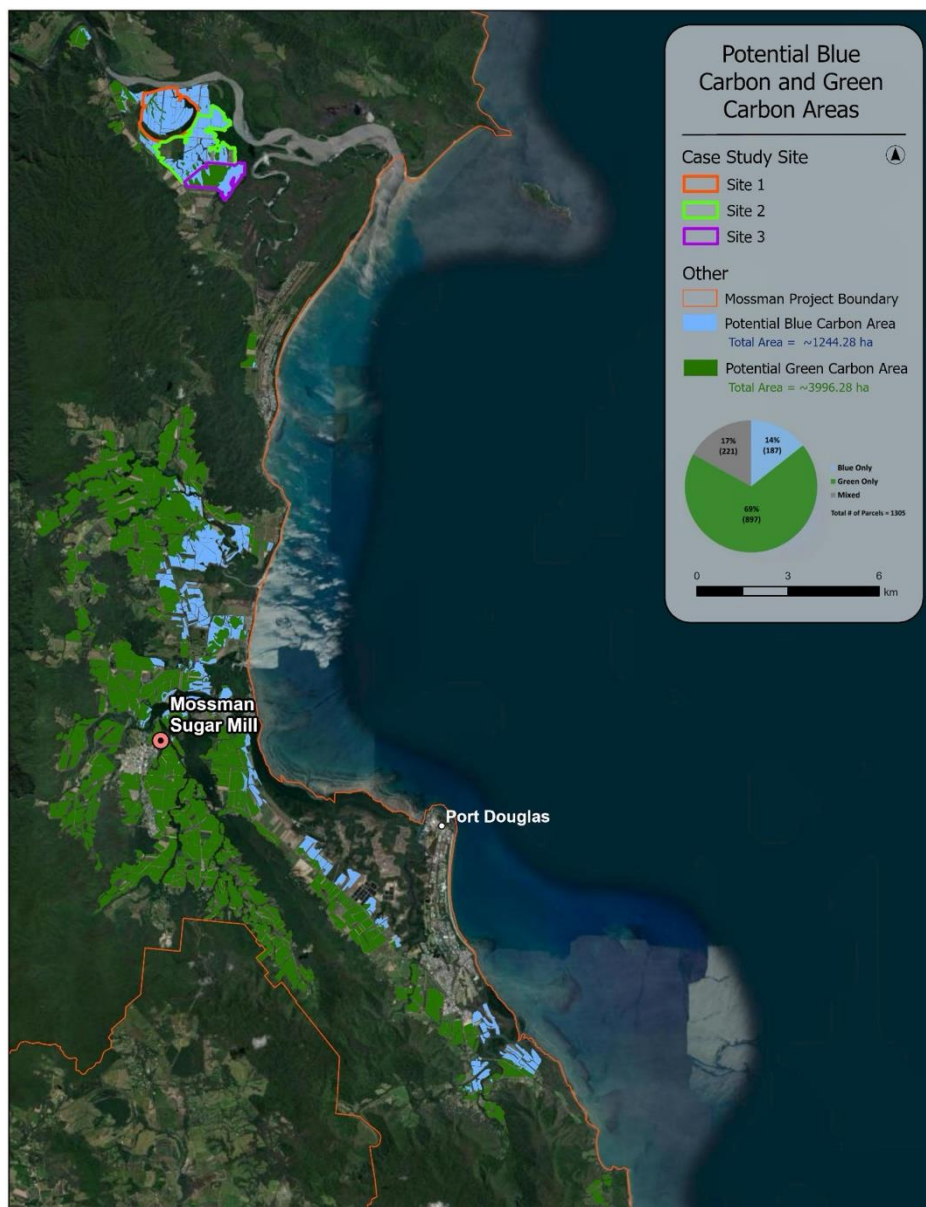 Potential Blue
Carbon and Green
Carbon Areas
Case Study Site
Site 1
Site 2
Site 3
Other
Mossman Project Boundary
Potential Blue Carbon Area
Total Area = ~1244.28 ha
Potential Green Carbon Area
Total Area = ~3996.28 ha
17%
(221)
14%
(187)
69%
(897)
Blue Only
Green Only
Mixed
Total # of Parcels = 1305
0 3 6
km
Mossman
Sugar Mill
Port Douglas